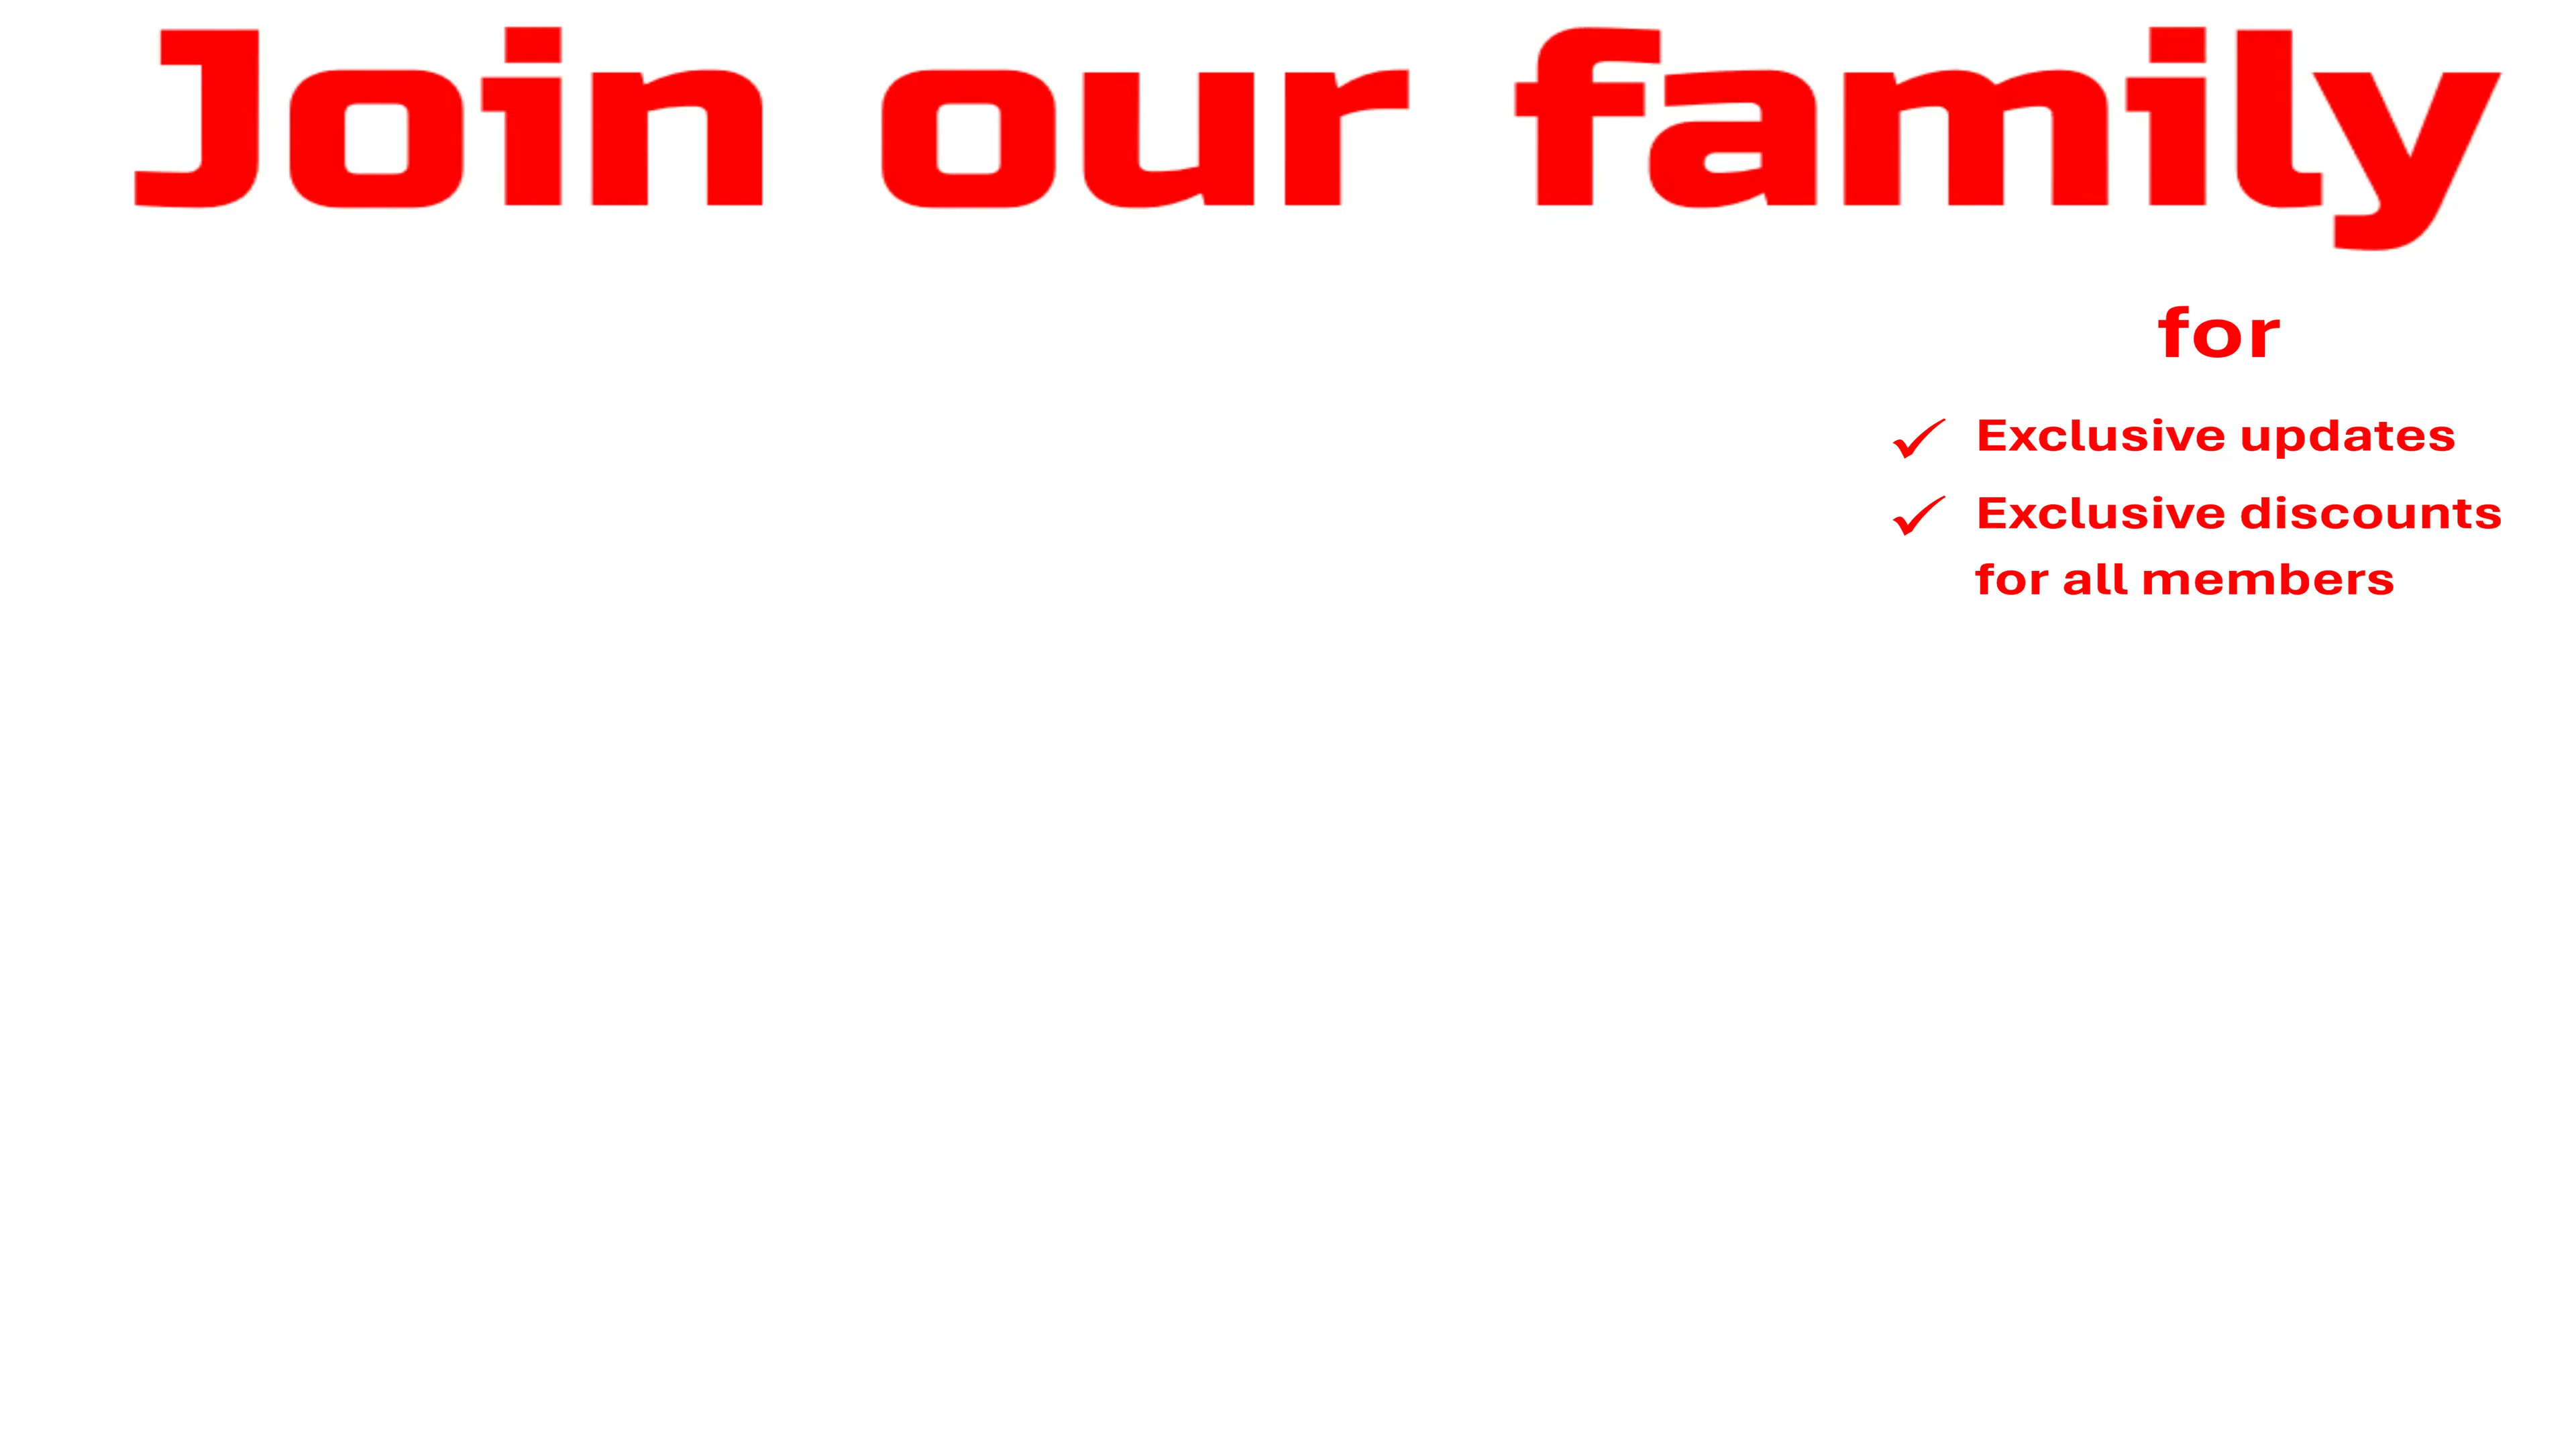 Join our family
for
✓ Exclusive updates
✓ Exclusive discounts
for all members